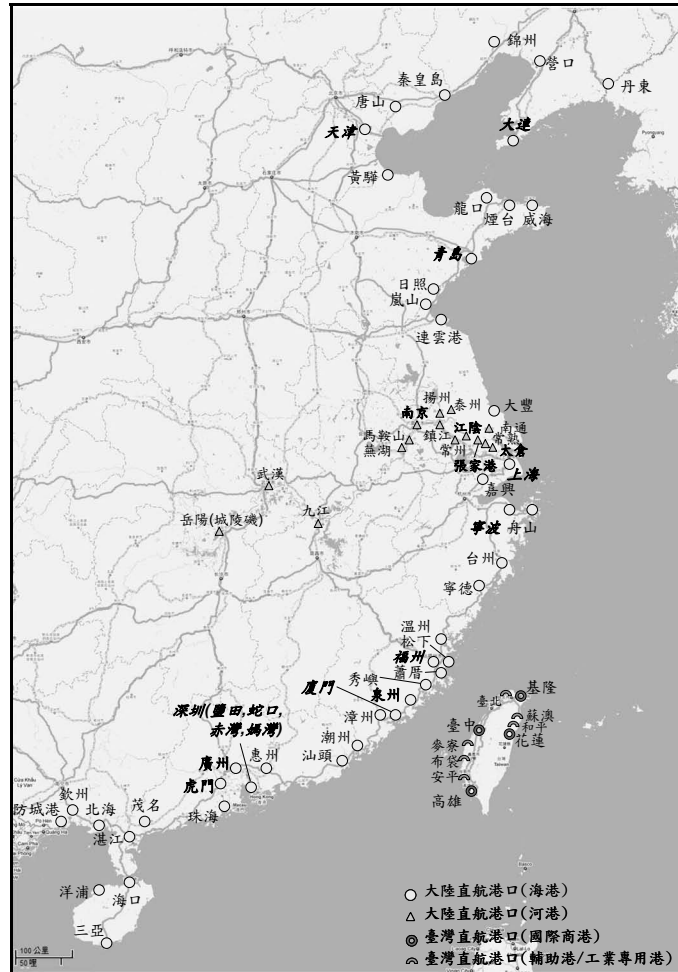 錦州
營口
秦皇島
丹東
唐山
天津
大連
黃驊
龍口
煙台
威海
青島
日照
嵐山
連雲港
揚州
泰州
大豐
南京
江陰
南通
馬鞍山
鎮江
常熟
蕪湖
常州
太倉
張家港
上海
武漢
嘉興
岳陽(城陵磯)
九江
寧波
舟山
台州
寧德
溫州
松下
福州
蕭厝
秀嶼
廈門
泉州
基隆
臺北
深圳(鹽田,蛇口,
赤灣,媽灣)
漳州
蘇澳
臺中
和平
潮州
花蓮
麥寮
汕頭
廣州
惠州
布袋
虎門
安平
欽州
防城港
北海
茂名
珠海
高雄
湛江
洋浦
海口
三亞
大陸直航港口(海港)
大陸直航港口(河港)
臺灣直航港口(國際商港)
臺灣直航港口(輔助港/工業專用港)
100 公里
50 哩